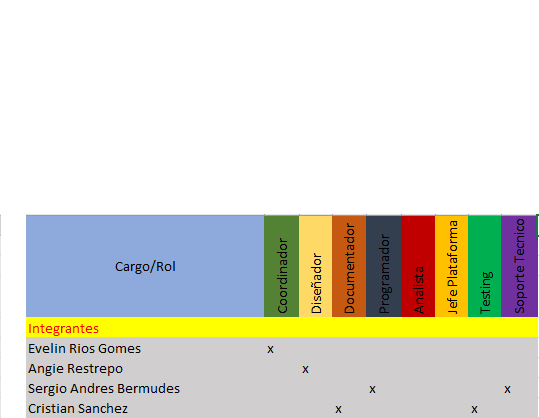 Cargo/Rol Coordinador Diseñador Documentador Programador Analista Jefe Plataforma Testing Soporte Tecnico
Integrantes
Evelin Rios Gomes x
Angie Restrepo x
Sergio Andres Bermudes x x
Cristian Sanchez x x